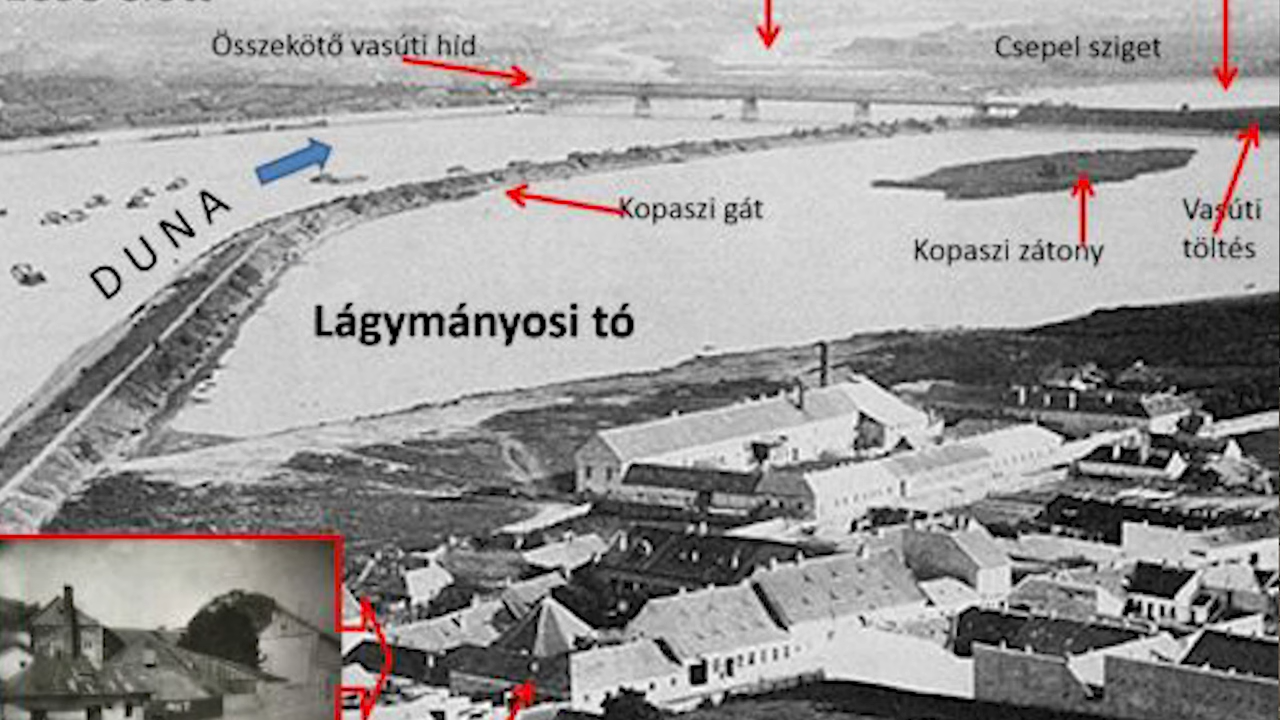 Összekötő vasúti híd
Csepel sziget
DUNA
Kopaszi gát
Vasúti
töltés
Kopaszi zátony
Lágymányosi tó